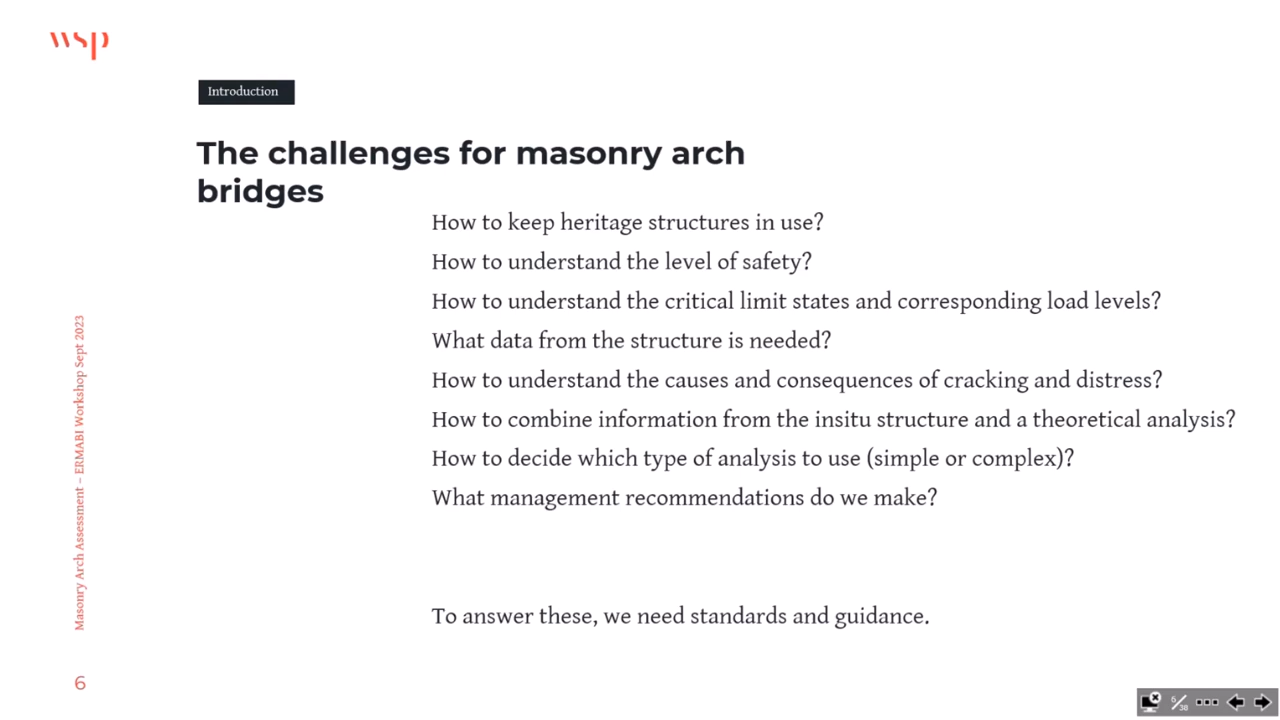 wsp
Introduction
The challenges for masonry arch
bridges
How to keep heritage structures in use?
How to understand the level of safety?
How to understand the critical limit states and corresponding load levels?
What data from the structure is needed?
How to understand the causes and consequences of cracking and distress?
How to combine information from the insitu structure and a theoretical analysis?
How to decide which type of analysis to use (simple or complex)?
What management recommendations do we make?
To answer these, we need standards and guidance.
Masonry Arch Assessment – ERMABI Workshop Sept 2023
6